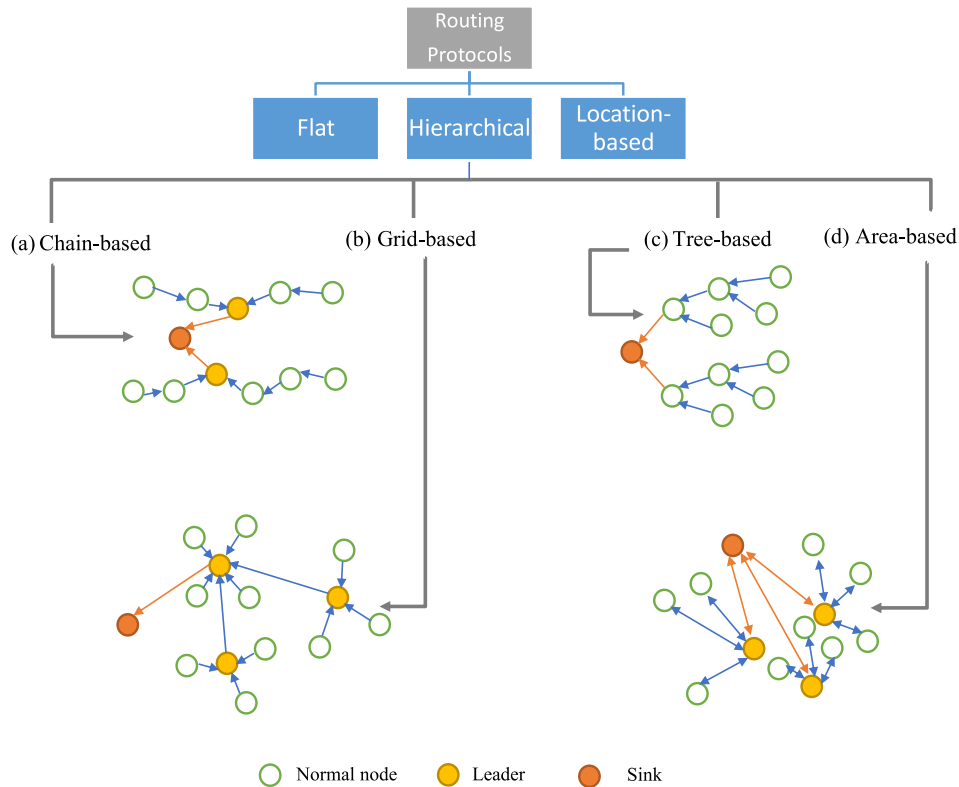 Routing
Protocols
Flat
Hierarchical
Location-
based
(a) Chain-based
(b) Grid-based
(c) Tree-based
(d) Area-based
Normal node
Leader
Sink